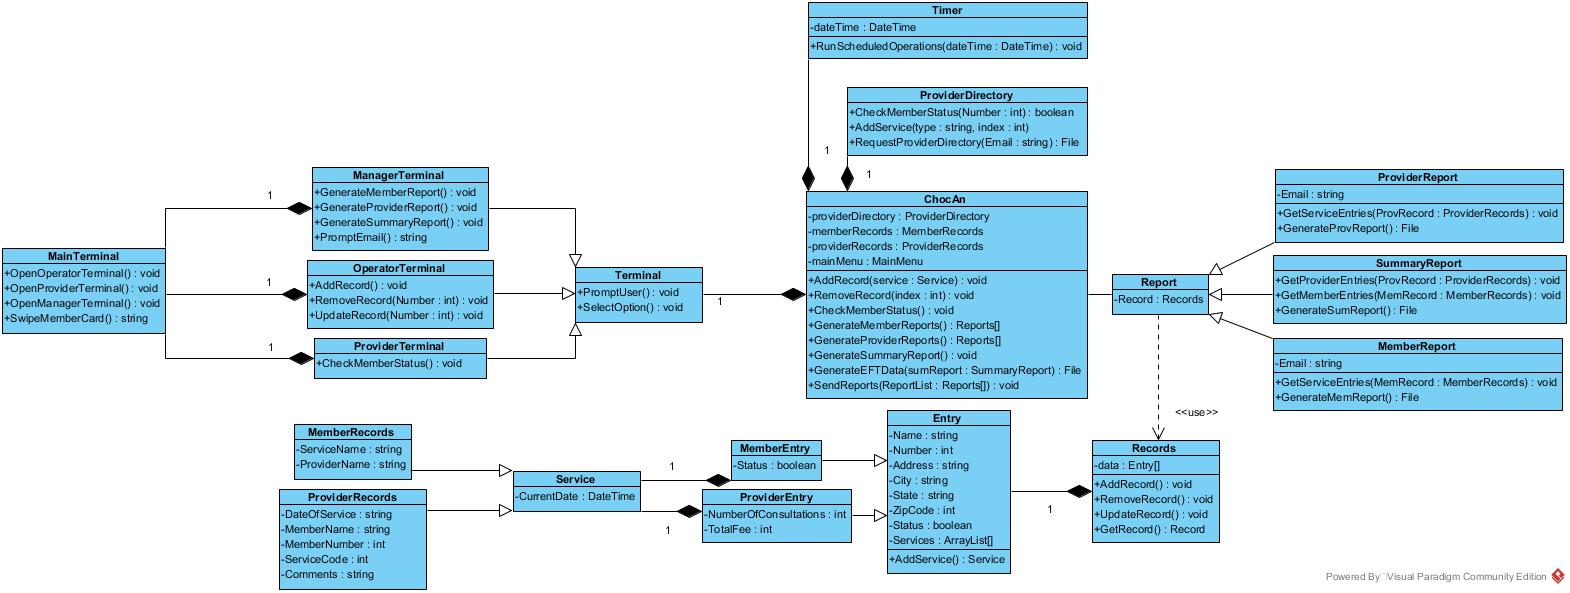 Timer
-dateTime : DateTime
+RunScheduledOperations(dateTime : DateTime) : void
ProviderDirectory
+CheckMemberStatus(Number : int) : boolean
+AddService(type : string, index : int)
+RequestProviderDirectory(Email : string) : File
1
1
MainTerminal
+OpenOperatorTerminal() : void
+OpenProviderTerminal() : void
+OpenManagerTerminal() : void
+SwipeMemberCard() : string
1
1
1
ManagerTerminal
+GenerateMemberReport() : void
+GenerateProviderReport() : void
+GenerateSummaryReport() : void
+PromptEmail() : string
OperatorTerminal
+AddRecord() : void
+RemoveRecord(Number : int) : void
+UpdateRecord(Number : int) : void
ProviderTerminal
+CheckMemberStatus() : void
Terminal
+PromptUser() : void
+SelectOption() : void
1
ChocAn
-providerDirectory : ProviderDirectory
-memberRecords : MemberRecords
-providerRecords : ProviderRecords
-mainMenu : MainMenu
+AddRecord(service : Service) : void
+RemoveRecord(index : int) : void
+CheckMemberStatus() : void
+GenerateMemberReports() : Reports[]
+GenerateProviderReports() : Reports[]
+GenerateSummaryReport() : void
+GenerateEFTData(sumReport : SummaryReport) : File
+SendReports(ReportList : Reports[]) : void
Report
-Record : Records
ProviderReport
-Email : string
+GetServiceEntries(ProvRecord : ProviderRecords) : void
+GenerateProvReport() : File
SummaryReport
+GetProviderEntries(ProvRecord : ProviderRecords) : void
+GetMemberEntries(MemRecord : MemberRecords) : void
+GenerateSumReport() : File
MemberReport
-Email : string
+GetServiceEntries(MemRecord : MemberRecords) : void
+GenerateMemReport() : File
<<use>>
MemberRecords
-ServiceName : string
-ProviderName : string
ProviderRecords
-DateOfService : string
-MemberName : string
-MemberNumber : int
-ServiceCode : int
-Comments : string
Service
-CurrentDate : DateTime
1
1
MemberEntry
-Status : boolean
ProviderEntry
-NumberOfConsultations : int
-TotalFee : int
Entry
-Name : string
-Number : int
-Address : string
-City : string
-State : string
-ZipCode : int
-Status : boolean
-Services : ArrayList[]
+AddService() : Service
1
Records
-data : Entry[]
+AddRecord() : void
+RemoveRecord() : void
+UpdateRecord() : void
+GetRecord() : Record
Powered By Visual Paradigm Community Edition